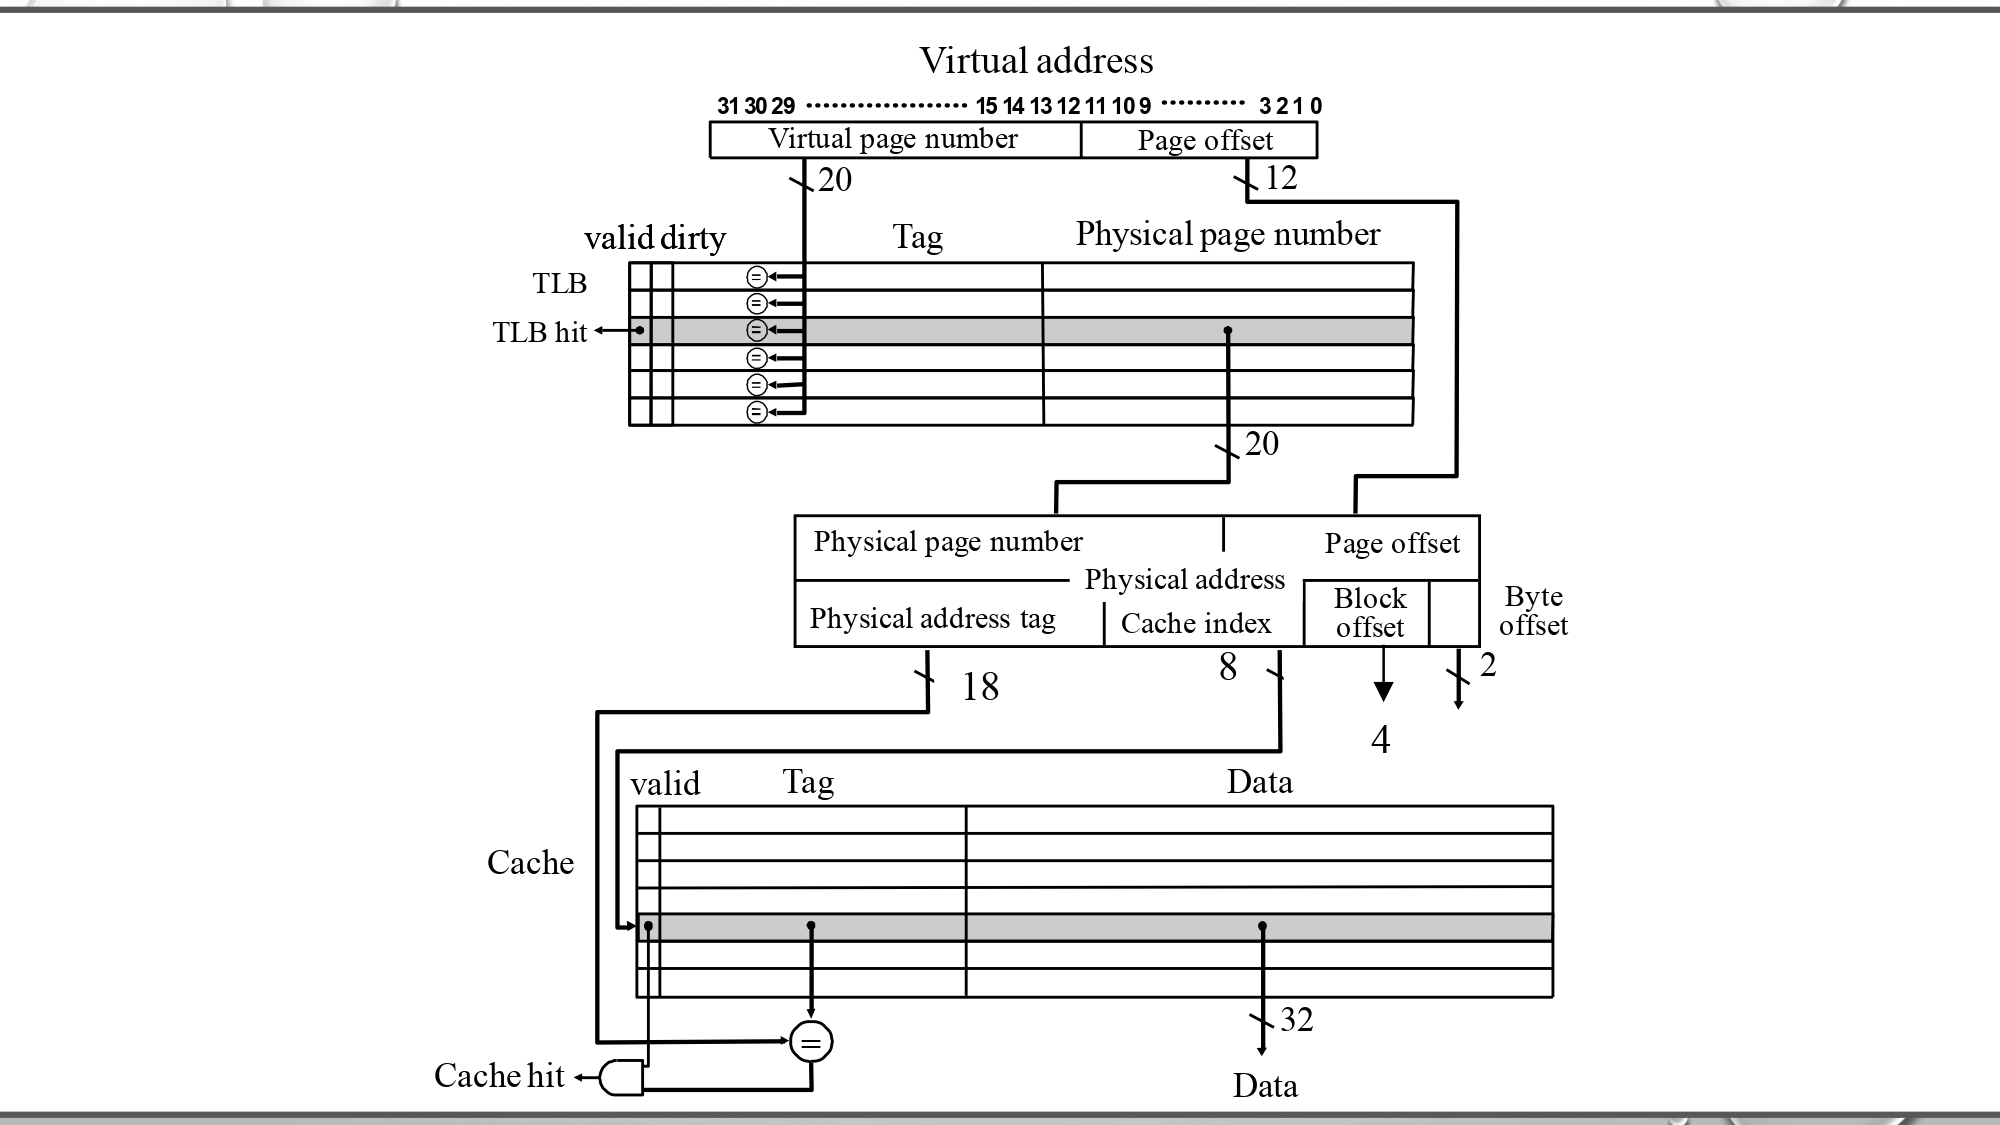 Virtual address
31 30 29 ................... 15 14 13 12 11 10 9 .......... 3 2 1 0
Virtual page number Page offset
20 12
valid dirty Tag Physical page number
TLB = 
=
TLB hit =
=
=
=
20
Physical page number Page offset
Physical address
Physical address tag Cache index Block offset Byte offset
18 8 4 2
valid Tag Data
Cache
= 32
Cache hit Data